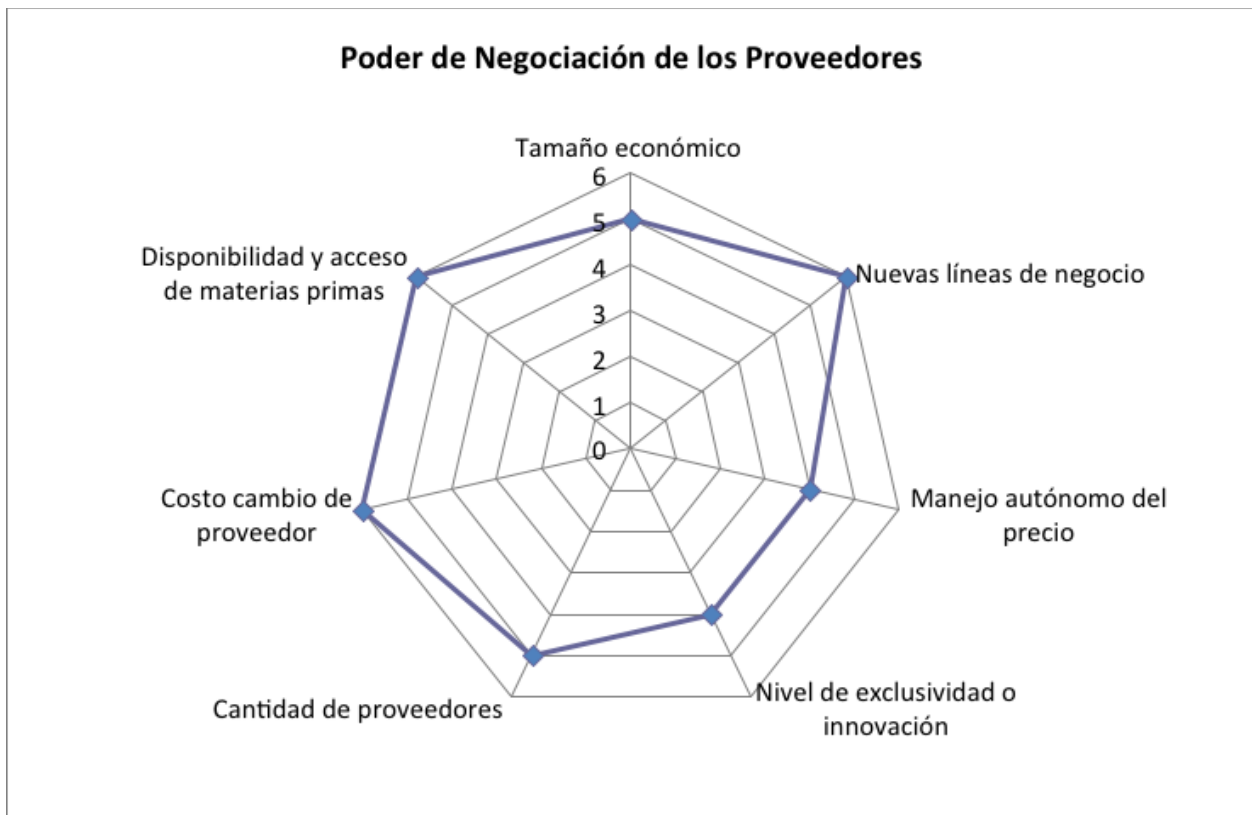 Poder de Negociación de los Proveedores
Tamaño económico
6
5
4
3
2
1
0
Nuevas líneas de negocio
Manejo autónomo del
precio
Nivel de exclusividad o
innovación
Cantidad de proveedores
Costo cambio de
proveedor
Disponibilidad y acceso
de materias primas